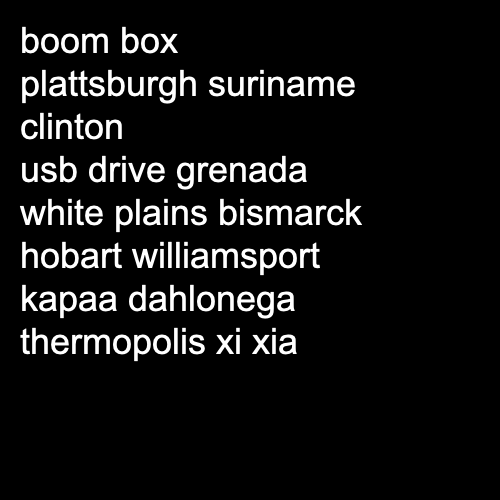 boom box
plattsburgh suriname
clinton
usb drive grenada
white plains bismarck
hobart williamsport
kapaa dahlonega
thermopolis xi xia